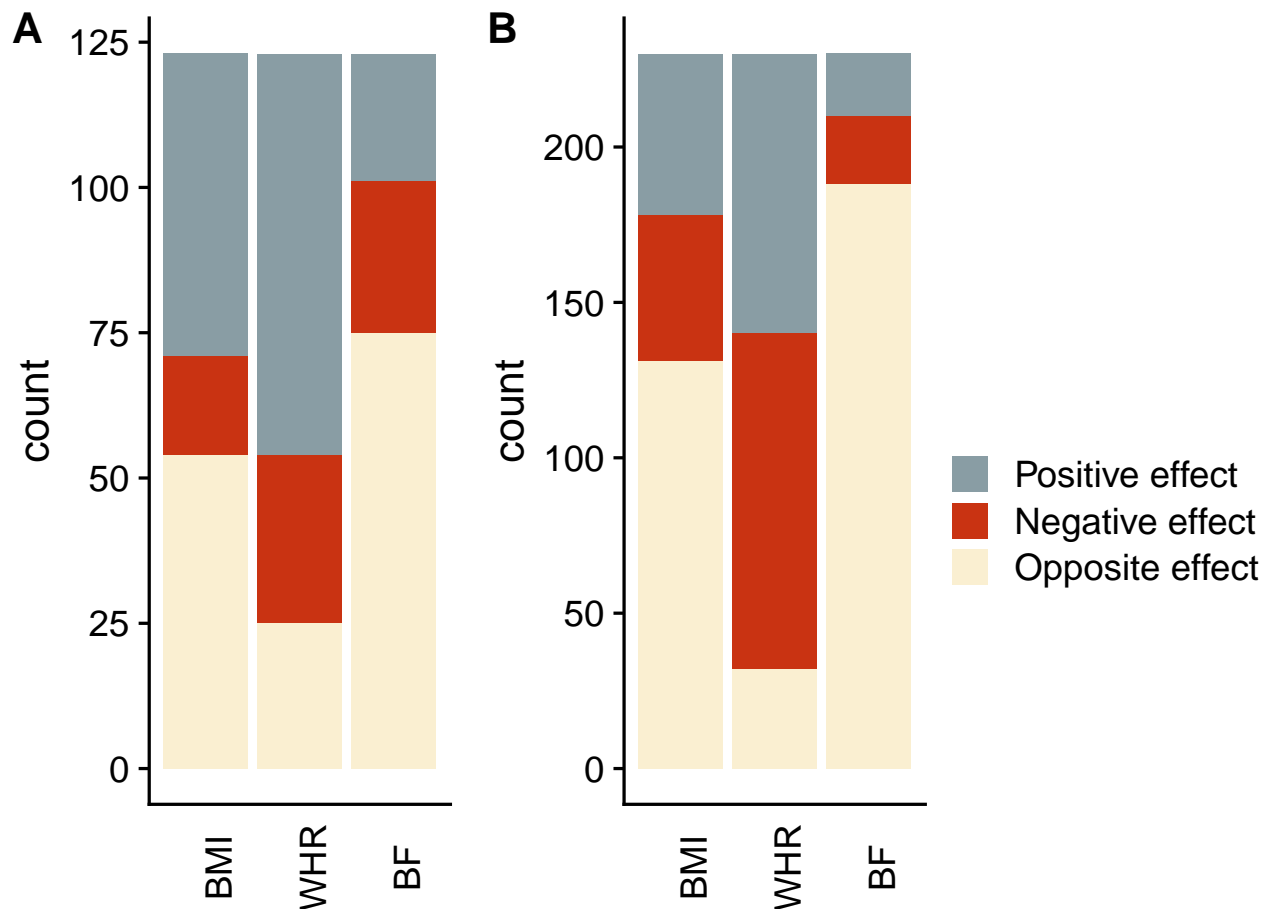 A
125
100
75
50
25
0
count
BMI
WHR
BF
B
200
150
100
50
0
count
BMI
WHR
BF
Positive effect
Negative effect
Opposite effect